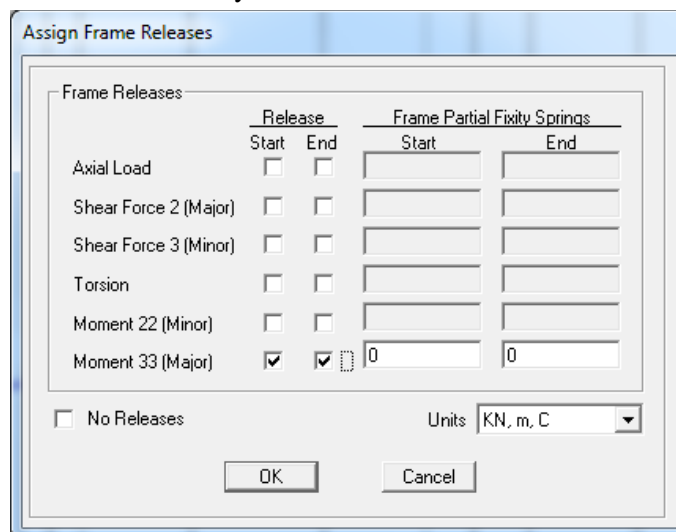 Assign Frame Releases
Frame Releases
Release Frame Partial Fixity Springs
Start End Start End
Axial Load
Shear Force 2 (Major)
Shear Force 3 (Minor)
Torsion
Moment 22 (Minor)
Moment 33 (Major) 0 0
No Releases Units KN, m, C
OK Cancel